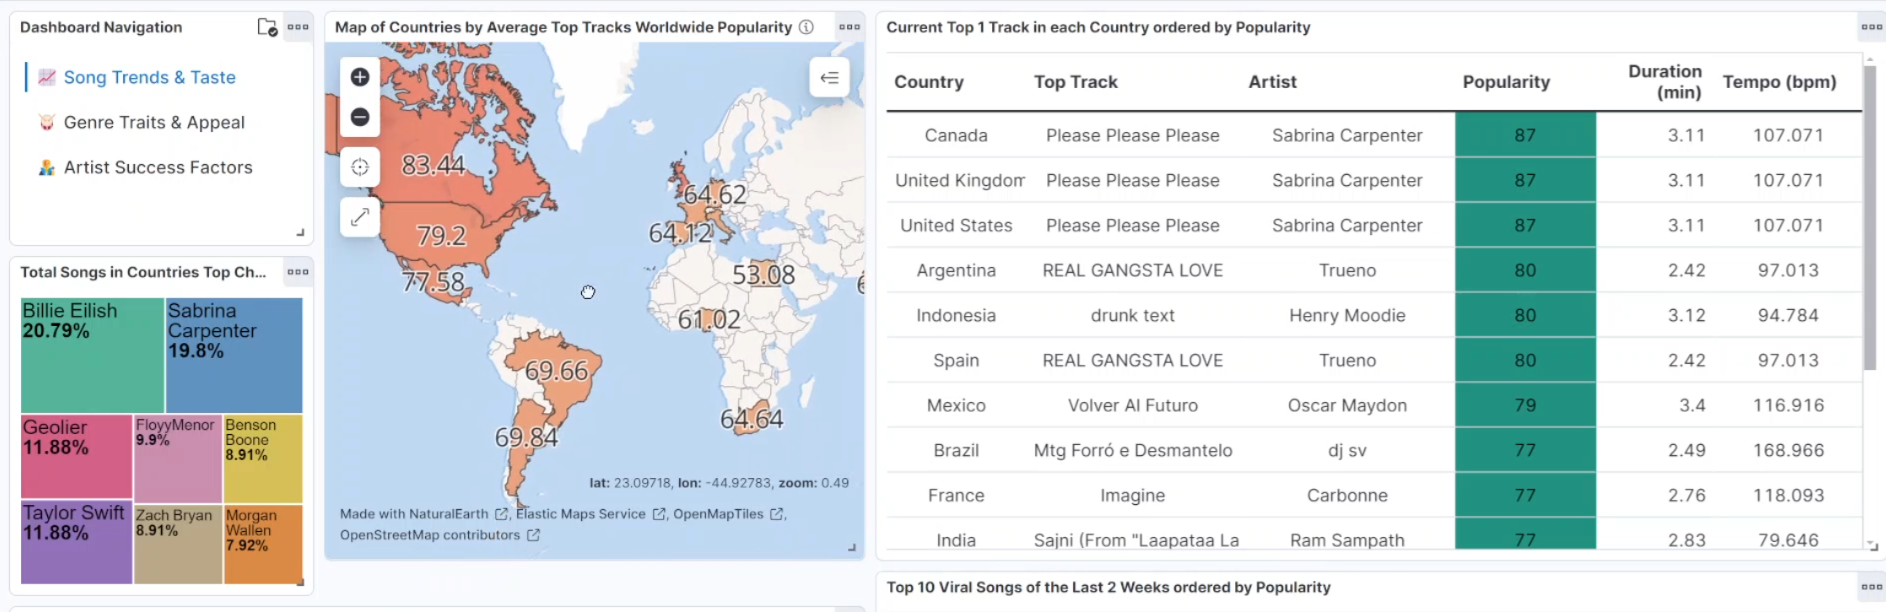 Dashboard Navigation
Song Trends & Taste
Genre Traits & Appeal
Artist Success Factors
Total Songs in Countries Top Ch...
Billie Eilish
20.79%
Sabrina
Carpenter
19.8%
Geolier
11.88%
FloyyMenor
9.9%
Benson
Boone
8.91%
Taylor Swift
11.88%
Zach Bryan
8.91%
Morgan
Wallen
7.92%
Map of Countries by Average Top Tracks Worldwide Popularity
83.44
79.2
77.58
64.62
64.12
53.08
61.02
69.66
64.64
69.84
lat: 23.09718, lon: -44.92783, zoom: 0.49
Made with NaturalEarth, Elastic Maps Service, OpenMapTiles,
OpenStreetMap contributors
Current Top 1 Track in each Country ordered by Popularity
Country Top Track Artist Popularity Duration (min) Tempo (bpm)
Canada Please Please Please Sabrina Carpenter 87 3.11 107.071
United Kingdom Please Please Please Sabrina Carpenter 87 3.11 107.071
United States Please Please Please Sabrina Carpenter 87 3.11 107.071
Argentina REAL GANGSTA LOVE Trueno 80 2.42 97.013
Indonesia drunk text Henry Moodie 80 3.12 94.784
Spain REAL GANGSTA LOVE Trueno 80 2.42 97.013
Mexico Volver Al Futuro Oscar Maydon 79 3.4 116.916
Brazil Mtg Forró e Desmantelo dj sv 77 2.49 168.966
France Imagine Carbonne 77 2.76 118.093
India Sajni (From "Laapataa La Ram Sampath 77 2.83 79.646
Top 10 Viral Songs of the Last 2 Weeks ordered by Popularity